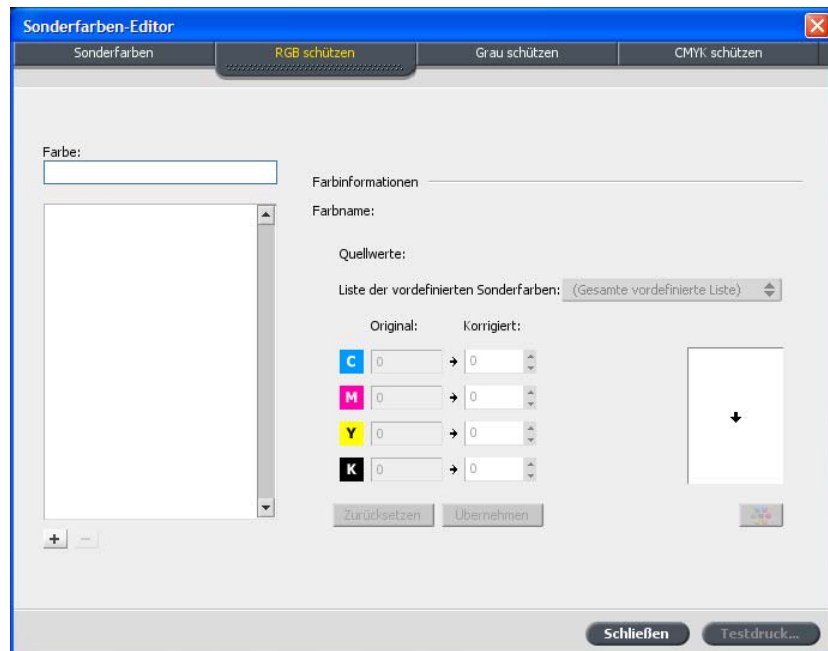 Sonderfarben-Editor
Sonderfarben RGB schützen Grau schützen CMYK schützen
Farbe:
Farbinformationen
Farbname:
Quellwerte:
Liste der vordefinierten Sonderfarben: (Gesamte vordefinierte Liste)
Original: Korrigiert:
C 0 0
M 0 0
Y 0 0
K 0 0
Zurücksetzen Übernehmen
+ −
Schließen Testdruck...